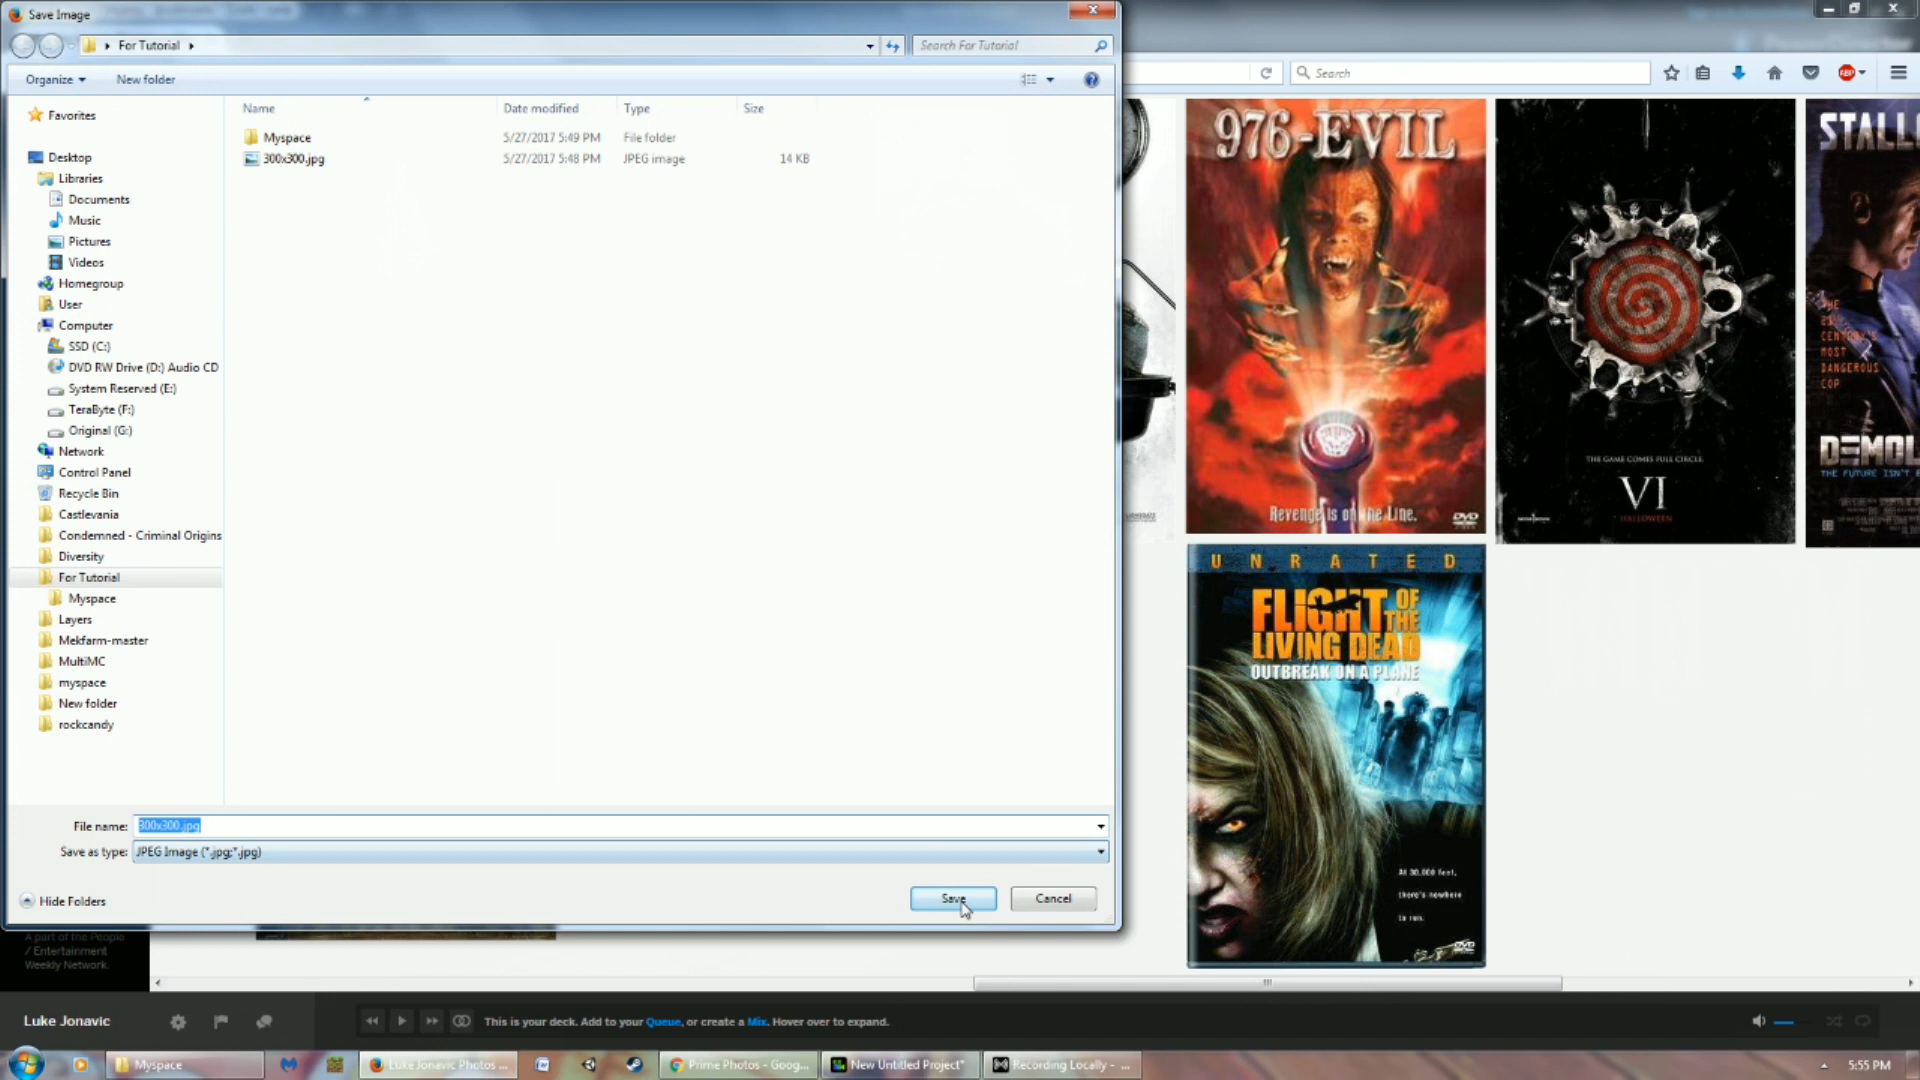 Save Image
For Tutorial
Search For Tutorial
Organize
New folder
Search
ABP
Name
Date modified
Type
Size
Favorites
Myspace
5/27/2017 5:49 PM
File folder
300x300.jpg
5/27/2017 5:48 PM
JPEG image
14 KB
Desktop
Libraries
Documents
Music
Pictures
Videos
Homegroup
User
Computer
SSD (C:)
DVD RW Drive (D:) Audio CD
System Reserved (E:)
TeraByte (F:)
Original (G:)
Network
Control Panel
Recycle Bin
Castlevania
Condemned - Criminal Origins
Diversity
For Tutorial
Myspace
Layers
Mekfarm-master
MultiMC
myspace
New folder
rockcandy
File name:
300x300.jpg
Save as type:
JPEG Image (*.jpg;*.jpg)
Hide Folders
Save
Cancel
976-EVIL
Revenge is on the Line.
DVD
THE GAME COMES FULL CIRCLE.
VI
HALLOWEEN
STALLO
THE
21ST
CENTURY'S
MOST
DANGEROUS
COP
DEMOL
THE FUTURE ISN'T
UNRATED
FLIGHT OF THE
LIVING DEAD
OUTBREAK ON A PLANE
At 30,000 feet,
there's nowhere
to run.
DVD
A part of the People
/ Entertainment
Weekly Network.
Luke Jonavic
This is your deck. Add to your Queue, or create a Mix. Hover over to expand.
Myspace
Luke Jonavic Photos ...
Prime Photos - Goog...
New Untitled Project*
Recording Locally - ...
5:55 PM